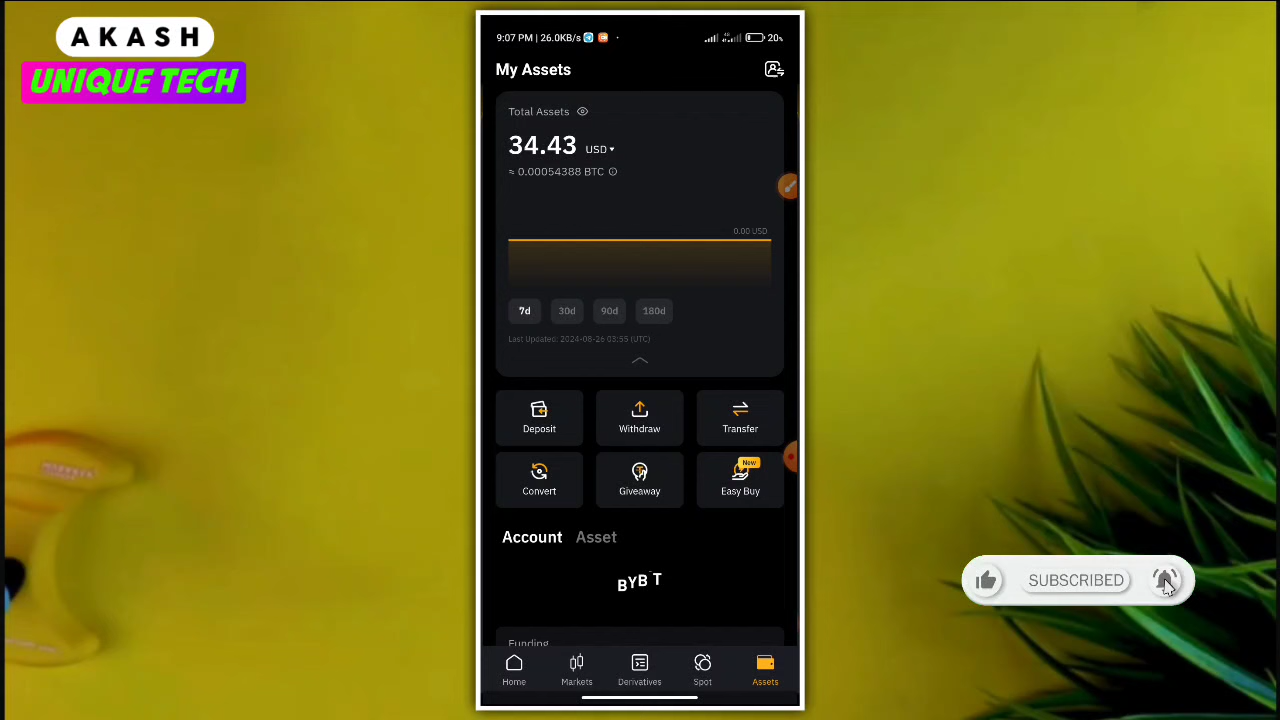 AKASH
UNIQUE TECH
9:07 PM | 26.0KB/s
20%
My Assets
Total Assets
34.43 USD
≈ 0.00054388 BTC
0.00 USD
7d 30d 90d 180d
Last Updated: 2024-08-26 03:55 (UTC)
Deposit Withdraw Transfer
New
Convert Giveaway Easy Buy
Account Asset
BYBIT
SUBSCRIBED
Funding
Home Markets Derivatives Spot Assets